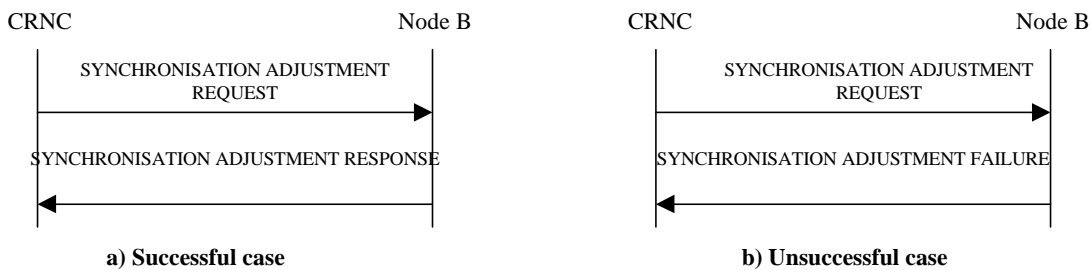 CRNC
Node B
SYNCHRONISATION ADJUSTMENT
REQUEST
SYNCHRONISATION ADJUSTMENT RESPONSE
a) Successful case
CRNC
Node B
SYNCHRONISATION ADJUSTMENT
REQUEST
SYNCHRONISATION ADJUSTMENT FAILURE
b) Unsuccessful case